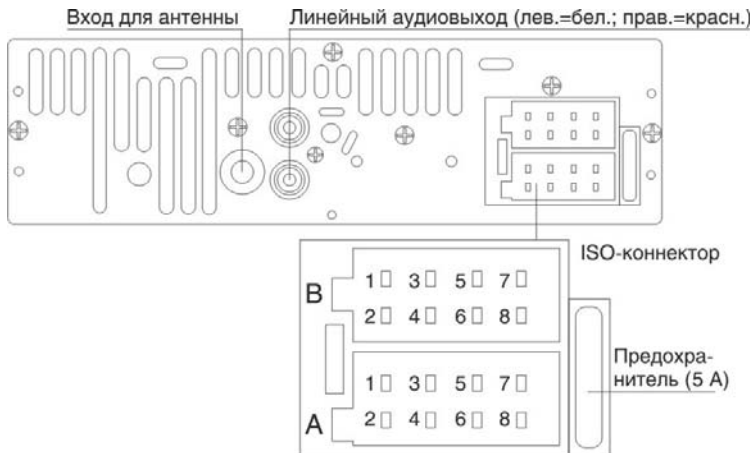 Вход для антенны
Линейный аудиовыход (лев.=бел.; прав.=красн.)
ISO-коннектор
B
1 3 5 7
2 4 6 8
Предохра-
нитель (5 А)
A
1 3 5 7
2 4 6 8